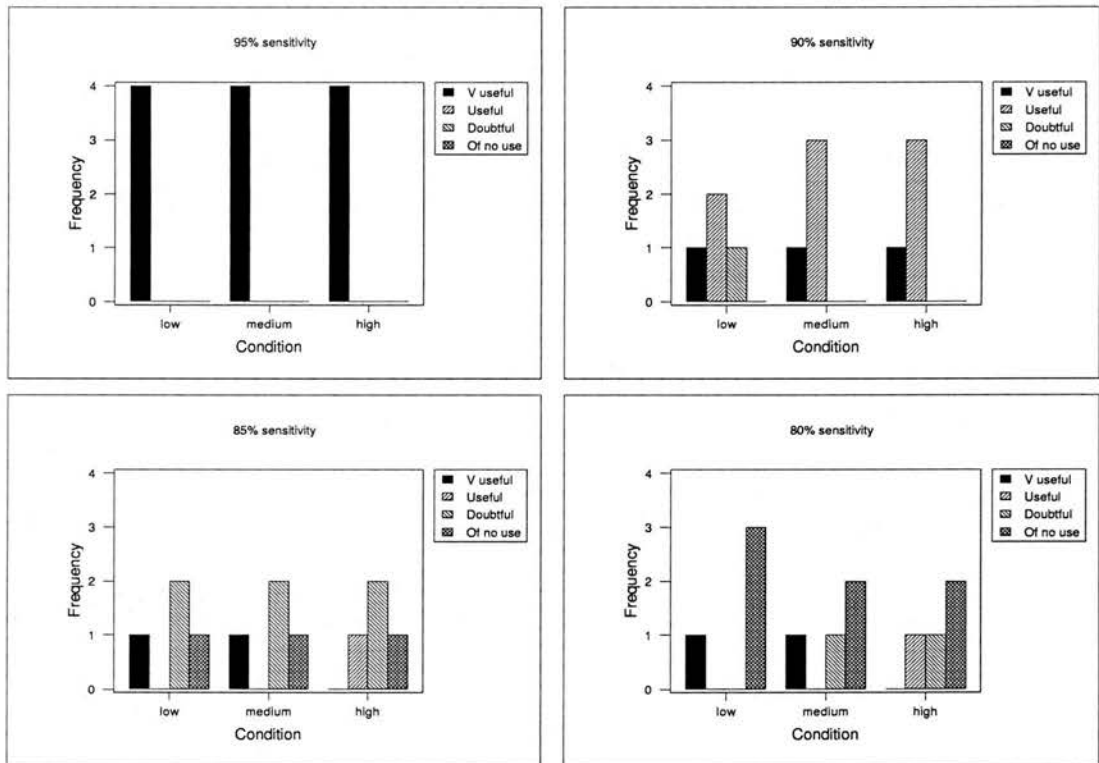 95% sensitivity
4
3
2
1
0
Frequency
low medium high
Condition
V useful
Useful
Doubtful
Of no use
90% sensitivity
4
3
2
1
0
Frequency
low medium high
Condition
V useful
Useful
Doubtful
Of no use
85% sensitivity
4
3
2
1
0
Frequency
low medium high
Condition
V useful
Useful
Doubtful
Of no use
80% sensitivity
4
3
2
1
0
Frequency
low medium high
Condition
V useful
Useful
Doubtful
Of no use